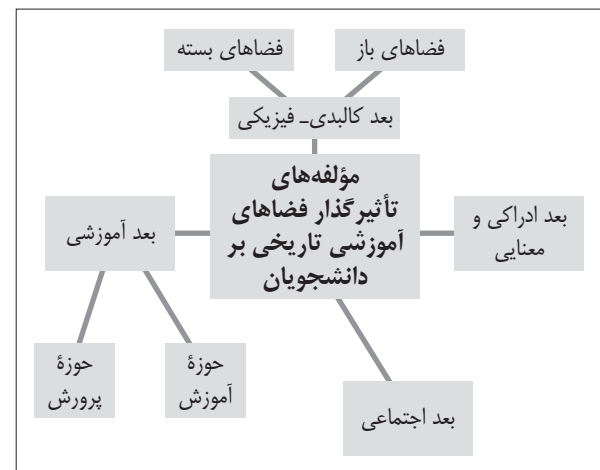 فضاهای باز
فضاهای بسته
بعد کالبدی_ فیزیکی
مؤلفه‌های
تأثیرگذار فضاهای
آموزشی تاریخی بر
دانشجویان
بعد ادراکی و
معنایی
بعد آموزشی
حوزۀ
آموزش
حوزۀ
پرورش
بعد اجتماعی